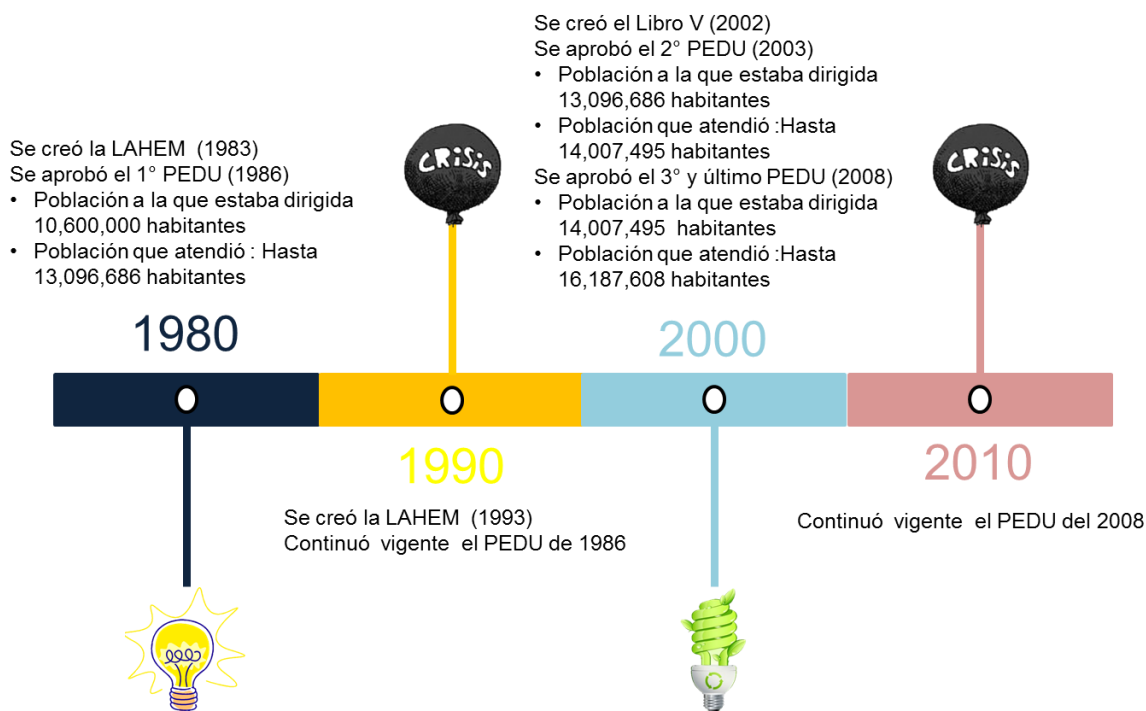 Se creó la LAHEM (1983)
Se aprobó el 1° PEDU (1986)
• Población a la que estaba dirigida
10,600,000 habitantes
• Población que atendió : Hasta
13,096,686 habitantes
1980
CRiSiS
1990
Se creó la LAHEM (1993)
Continuó vigente el PEDU de 1986
Se creó el Libro V (2002)
Se aprobó el 2° PEDU (2003)
• Población a la que estaba dirigida
13,096,686 habitantes
• Población que atendió :Hasta
14,007,495 habitantes
Se aprobó el 3° y último PEDU (2008)
• Población a la que estaba dirigida
14,007,495 habitantes
• Población que atendió :Hasta
16,187,608 habitantes
2000
CRiSiS
2010
Continuó vigente el PEDU del 2008